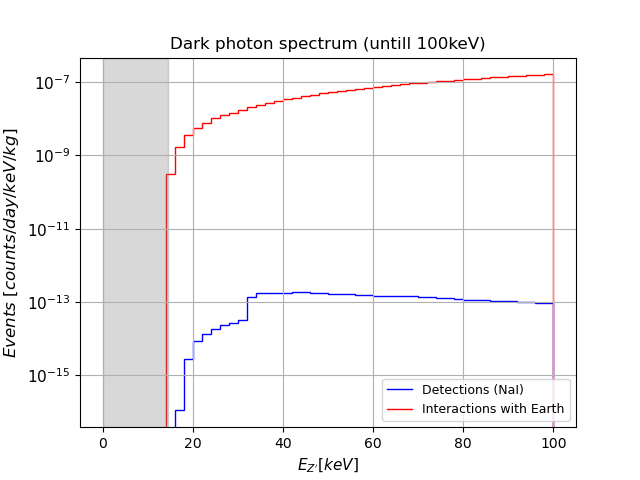 Dark photon spectrum (untill 100keV)
Events [counts/day/keV/kg]
10⁻⁷
10⁻⁹
10⁻¹¹
10⁻¹³
10⁻¹⁵
Detections (NaI)
Interactions with Earth
0 20 40 60 80 100
E_Z'[keV]